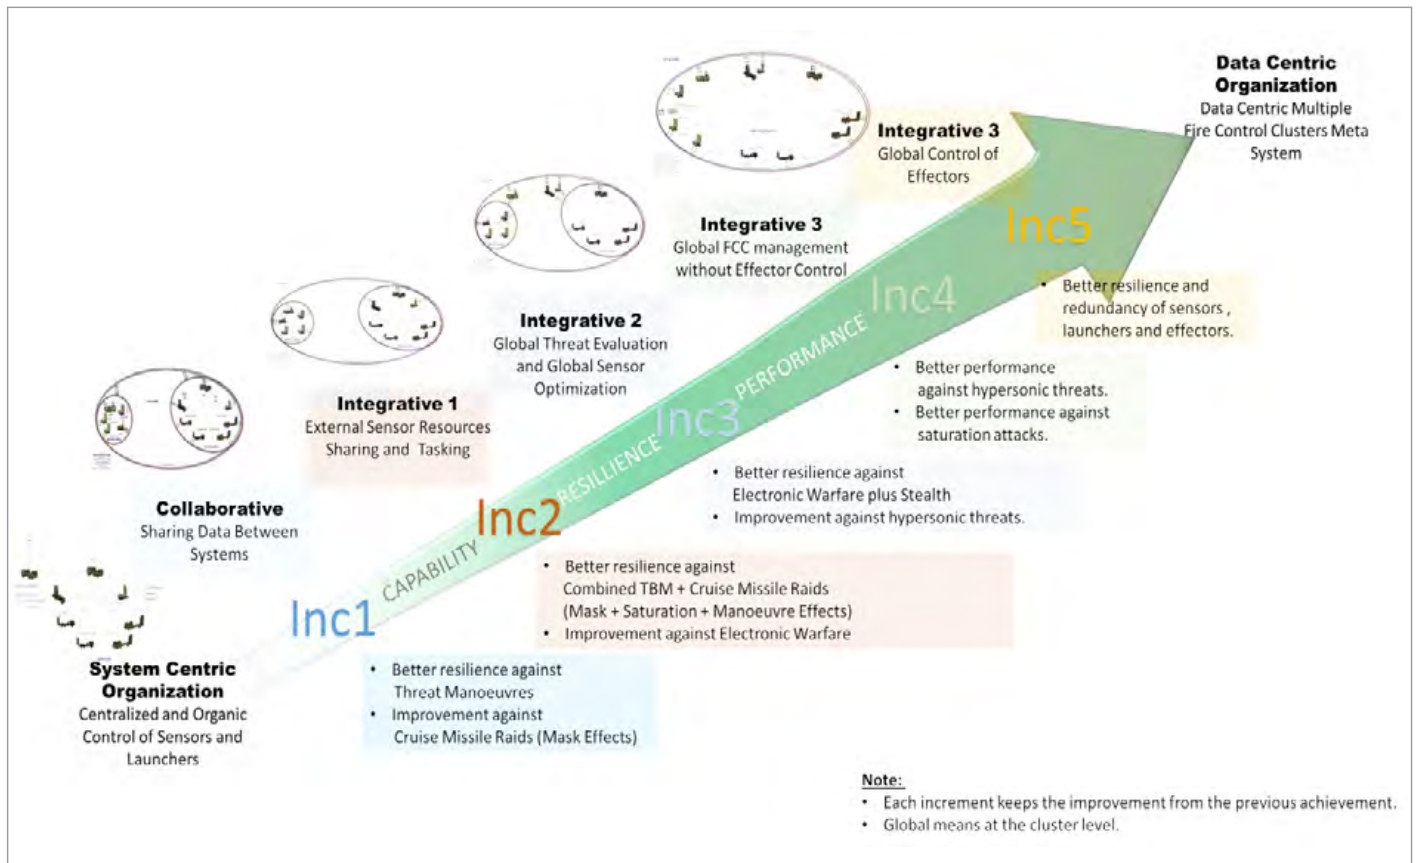 Data Centric
Organization
Data Centric Multiple
Fire Control Clusters Meta
System
Integrative 3
Global Control of
Effectors
Inc5
• Better resilience and
redundancy of sensors ,
launchers and effectors.
Integrative 3
Global FCC management
without Effector Control
Inc4
• Better performance
against hypersonic threats.
• Better performance against
saturation attacks.
PERFORMANCE
Integrative 2
Global Threat Evaluation
and Global Sensor
Optimization
Inc3
• Better resilience against
Electronic Warfare plus Stealth
• Improvement against hypersonic threats.
RESILLIENCE
Integrative 1
External Sensor Resources
Sharing and Tasking
Inc2
• Better resilience against
Combined TBM + Cruise Missile Raids
(Mask + Saturation + Manoeuvre Effects)
• Improvement against Electronic Warfare
CAPABILITY
Collaborative
Sharing Data Between
Systems
Inc1
• Better resilience against
Threat Manoeuvres
• Improvement against
Cruise Missile Raids (Mask Effects)
System Centric
Organization
Centralized and Organic
Control of Sensors and
Launchers
Note:
• Each increment keeps the improvement from the previous achievement.
• Global means at the cluster level.